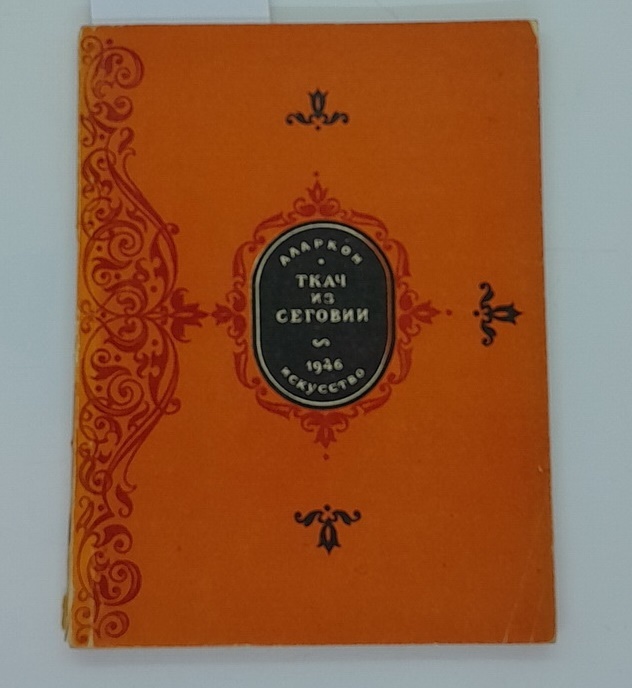 АЛАРКОН
ТКАЧ
ИЗ
СЕГОВИИ
1946
ИСКУССТВО